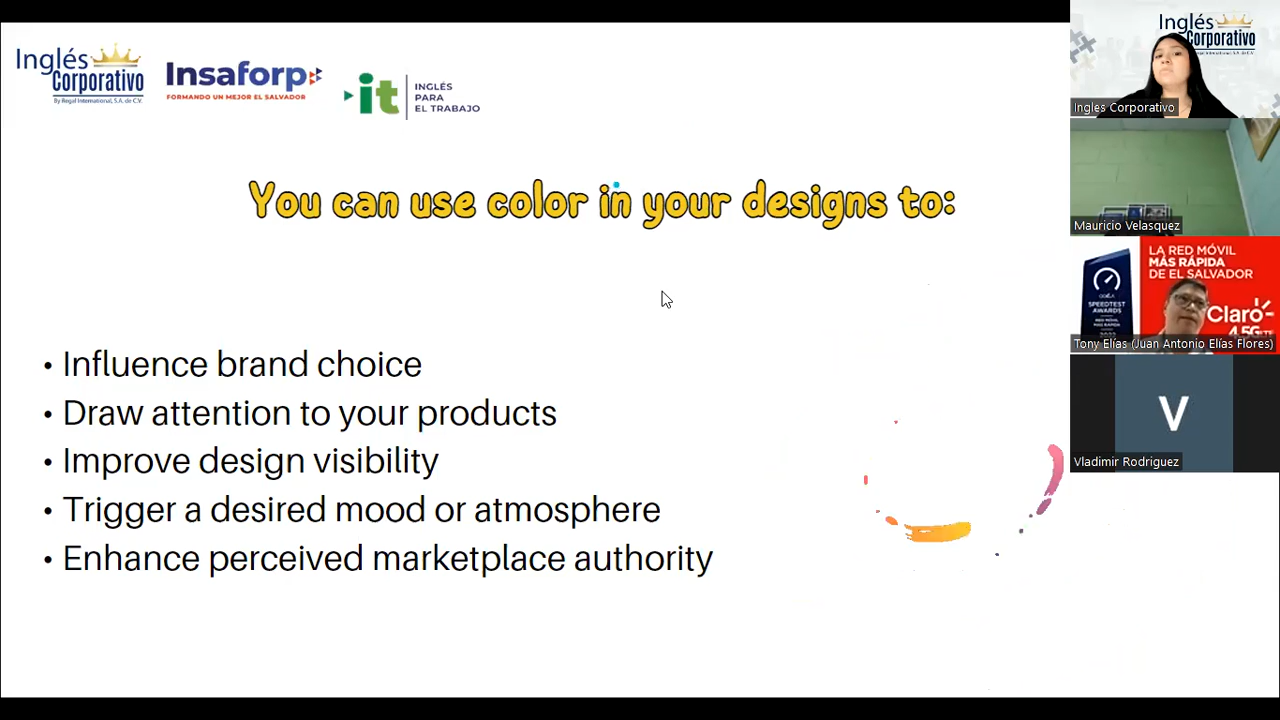 Inglés
Corporativo
By Regal International, S.A. de C.V.
Insaforp
FORMANDO UN MEJOR EL SALVADOR
it
INGLÉS
PARA
EL TRABAJO
You can use color in your designs to:
• Influence brand choice
• Draw attention to your products
• Improve design visibility
• Trigger a desired mood or atmosphere
• Enhance perceived marketplace authority
Inglés
Corporativo
Ingles Corporativo
Mauricio Velasquez
LA RED MÓVIL
MÁS RÁPIDA
DE EL SALVADOR
SPEEDTEST
AWARDS
Claro
4.5G
Tony Elías (Juan Antonio Elías Flores)
V
Vladimir Rodriguez